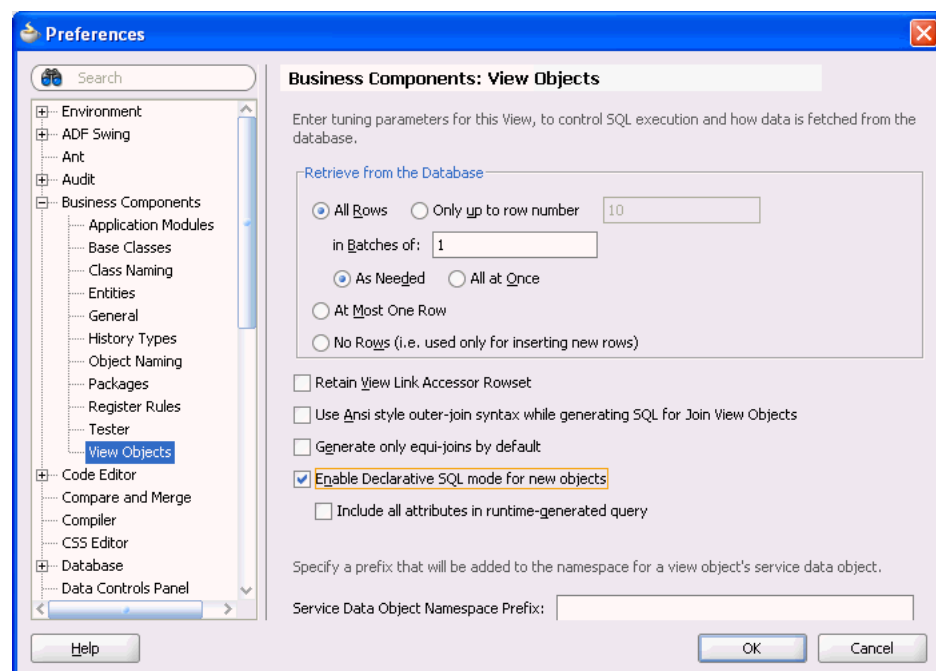 Preferences
Search
Environment
ADF Swing
Ant
Audit
Business Components
Application Modules
Base Classes
Class Naming
Entities
General
History Types
Object Naming
Packages
Register Rules
Tester
View Objects
Code Editor
Compare and Merge
Compiler
CSS Editor
Database
Data Controls Panel
Business Components: View Objects
Enter tuning parameters for this View, to control SQL execution and how data is fetched from the
database.
Retrieve from the Database
All Rows Only up to row number 10
in Batches of: 1
As Needed All at Once
At Most One Row
No Rows (i.e. used only for inserting new rows)
Retain View Link Accessor Rowset
Use Ansi style outer-join syntax while generating SQL for Join View Objects
Generate only equi-joins by default
Enable Declarative SQL mode for new objects
Include all attributes in runtime-generated query
Specify a prefix that will be added to the namespace for a view object's service data object.
Service Data Object Namespace Prefix:
Help OK Cancel